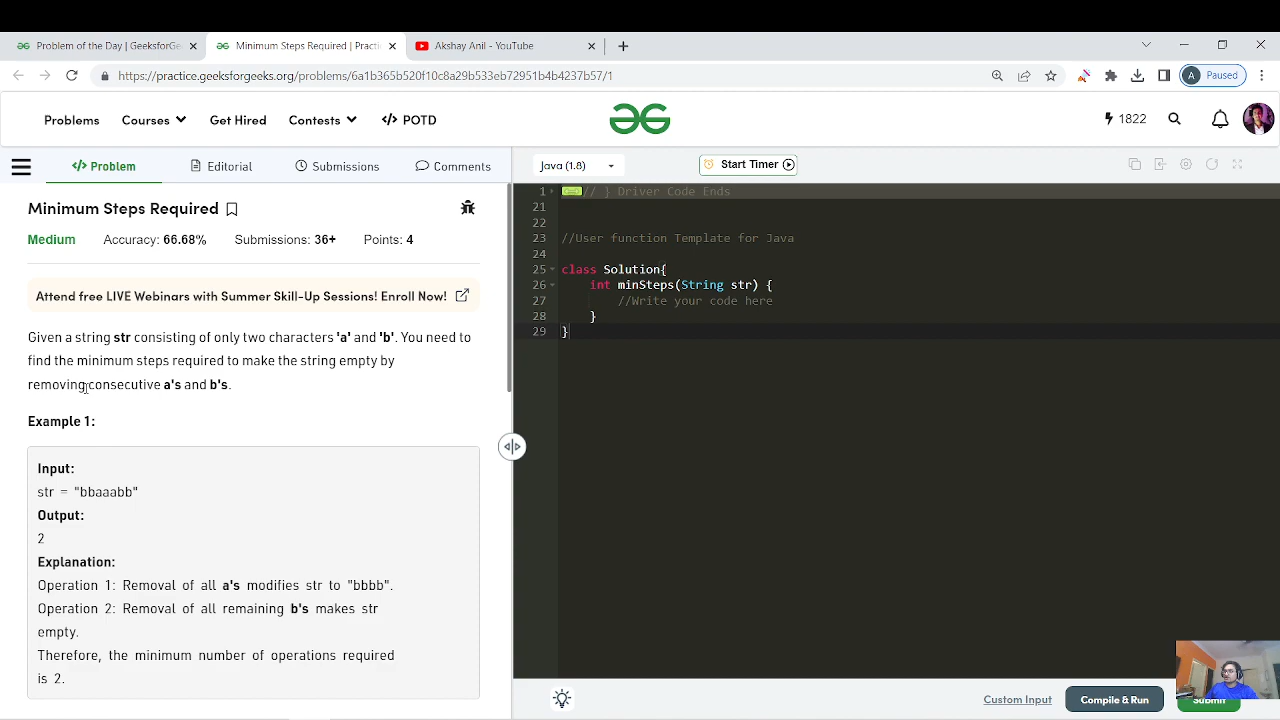 Problem of the Day | GeeksforGe
Minimum Steps Required | Practi
Akshay Anil - YouTube
https://practice.geeksforgeeks.org/problems/6a1b365b520f10c8a29b533eb72951b4b4237b57/1
A Paused
Problems
Courses
Get Hired
Contests
</> POTD
1822
</> Problem
Editorial
Submissions
Comments
Java (1.8)
Start Timer
Minimum Steps Required
Medium
Accuracy: 66.68%
Submissions: 36+
Points: 4
Attend free LIVE Webinars with Summer Skill-Up Sessions! Enroll Now!
Given a string str consisting of only two characters 'a' and 'b'. You need to
find the minimum steps required to make the string empty by
removing consecutive a's and b's.
Example 1:
Input:
str = "bbaaabb"
Output:
2
Explanation:
Operation 1: Removal of all a's modifies str to "bbbb".
Operation 2: Removal of all remaining b's makes str
empty.
Therefore, the minimum number of operations required
is 2.
1 // } Driver Code Ends
21
22
23 //User function Template for Java
24
25 class Solution{
26 int minSteps(String str) {
27 //Write your code here
28 }
29 }
Custom Input
Compile & Run
Submit